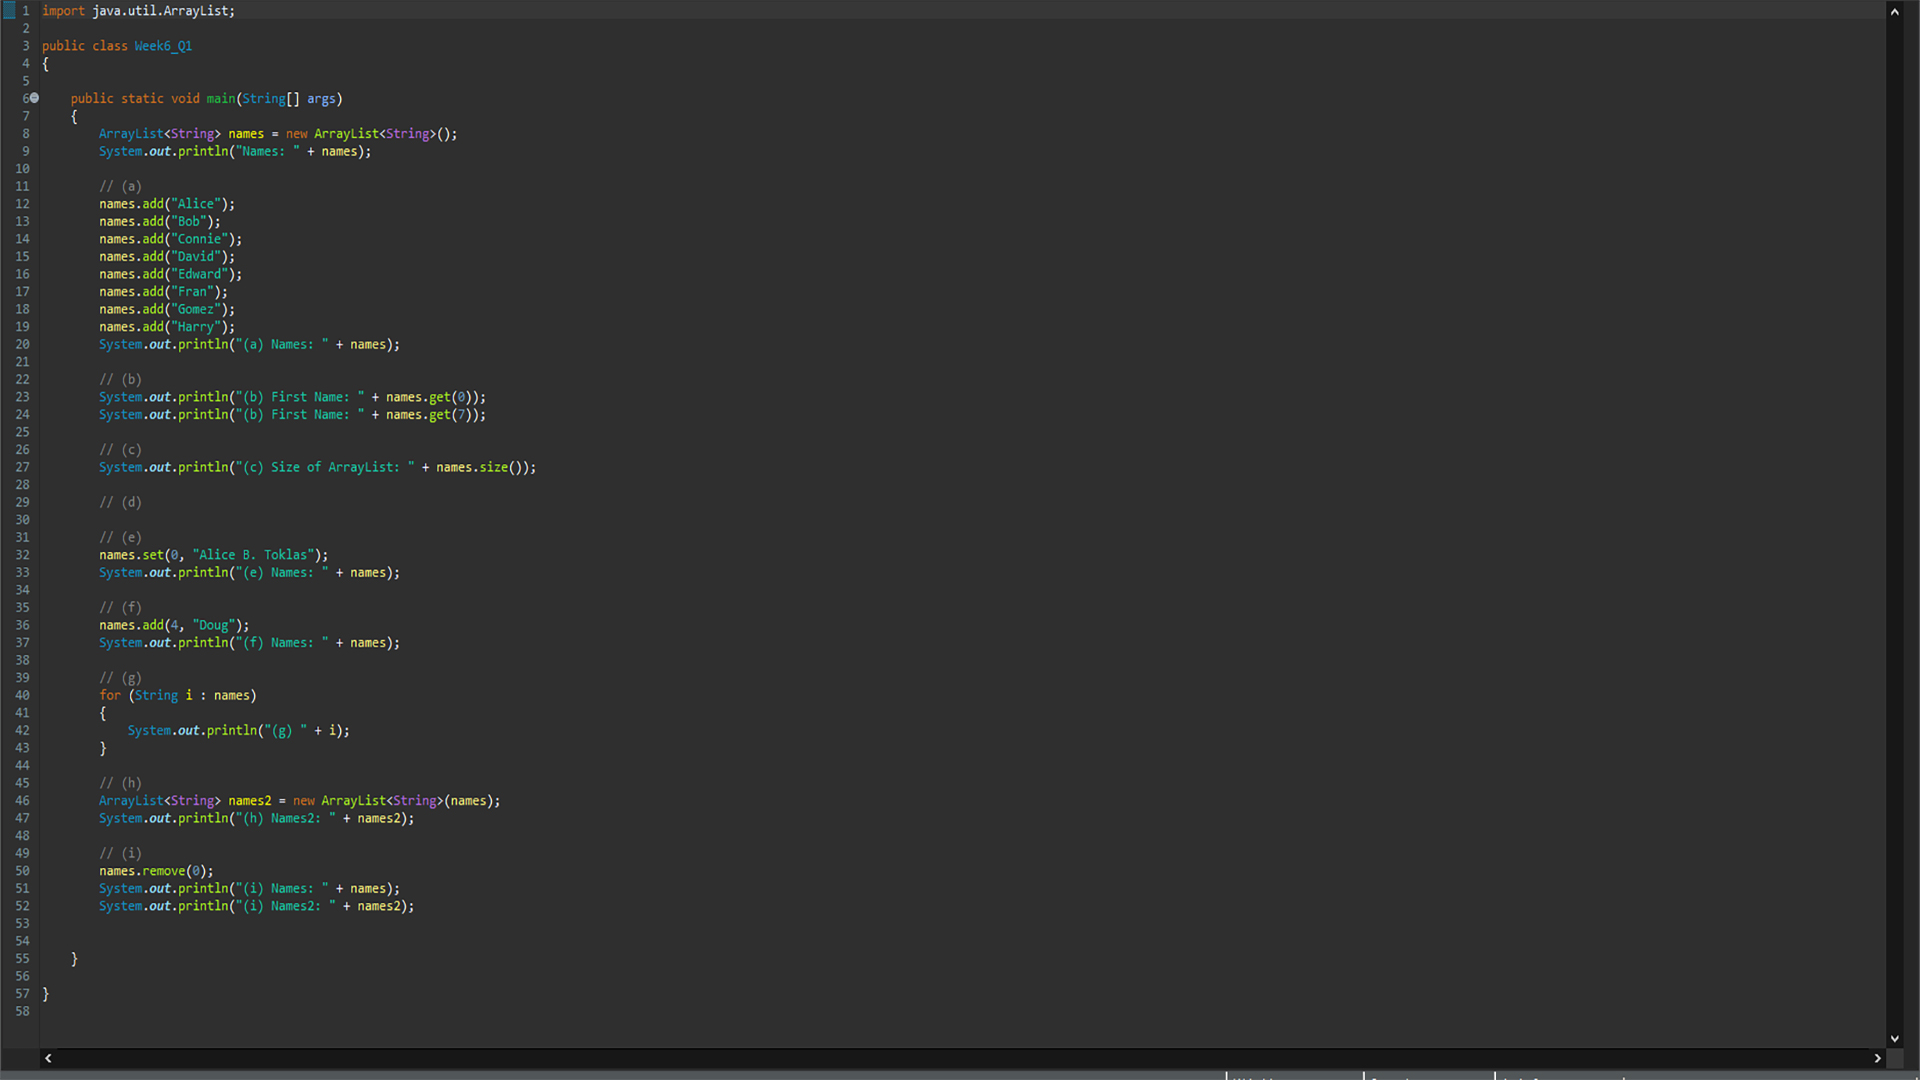 1 import java.util.ArrayList;
2
3 public class Week6_Q1
4 {
5
6 public static void main(String[] args)
7 {
8 ArrayList<String> names = new ArrayList<String>();
9 System.out.println("Names: " + names);
10
11 // (a)
12 names.add("Alice");
13 names.add("Bob");
14 names.add("Connie");
15 names.add("David");
16 names.add("Edward");
17 names.add("Fran");
18 names.add("Gomez");
19 names.add("Harry");
20 System.out.println("(a) Names: " + names);
21
22 // (b)
23 System.out.println("(b) First Name: " + names.get(0));
24 System.out.println("(b) First Name: " + names.get(7));
25
26 // (c)
27 System.out.println("(c) Size of ArrayList: " + names.size());
28
29 // (d)
30
31 // (e)
32 names.set(0, "Alice B. Toklas");
33 System.out.println("(e) Names: " + names);
34
35 // (f)
36 names.add(4, "Doug");
37 System.out.println("(f) Names: " + names);
38
39 // (g)
40 for (String i : names)
41 {
42 System.out.println("(g) " + i);
43 }
44
45 // (h)
46 ArrayList<String> names2 = new ArrayList<String>(names);
47 System.out.println("(h) Names2: " + names2);
48
49 // (i)
50 names.remove(0);
51 System.out.println("(i) Names: " + names);
52 System.out.println("(i) Names2: " + names2);
53
54
55 }
56
57 }
58